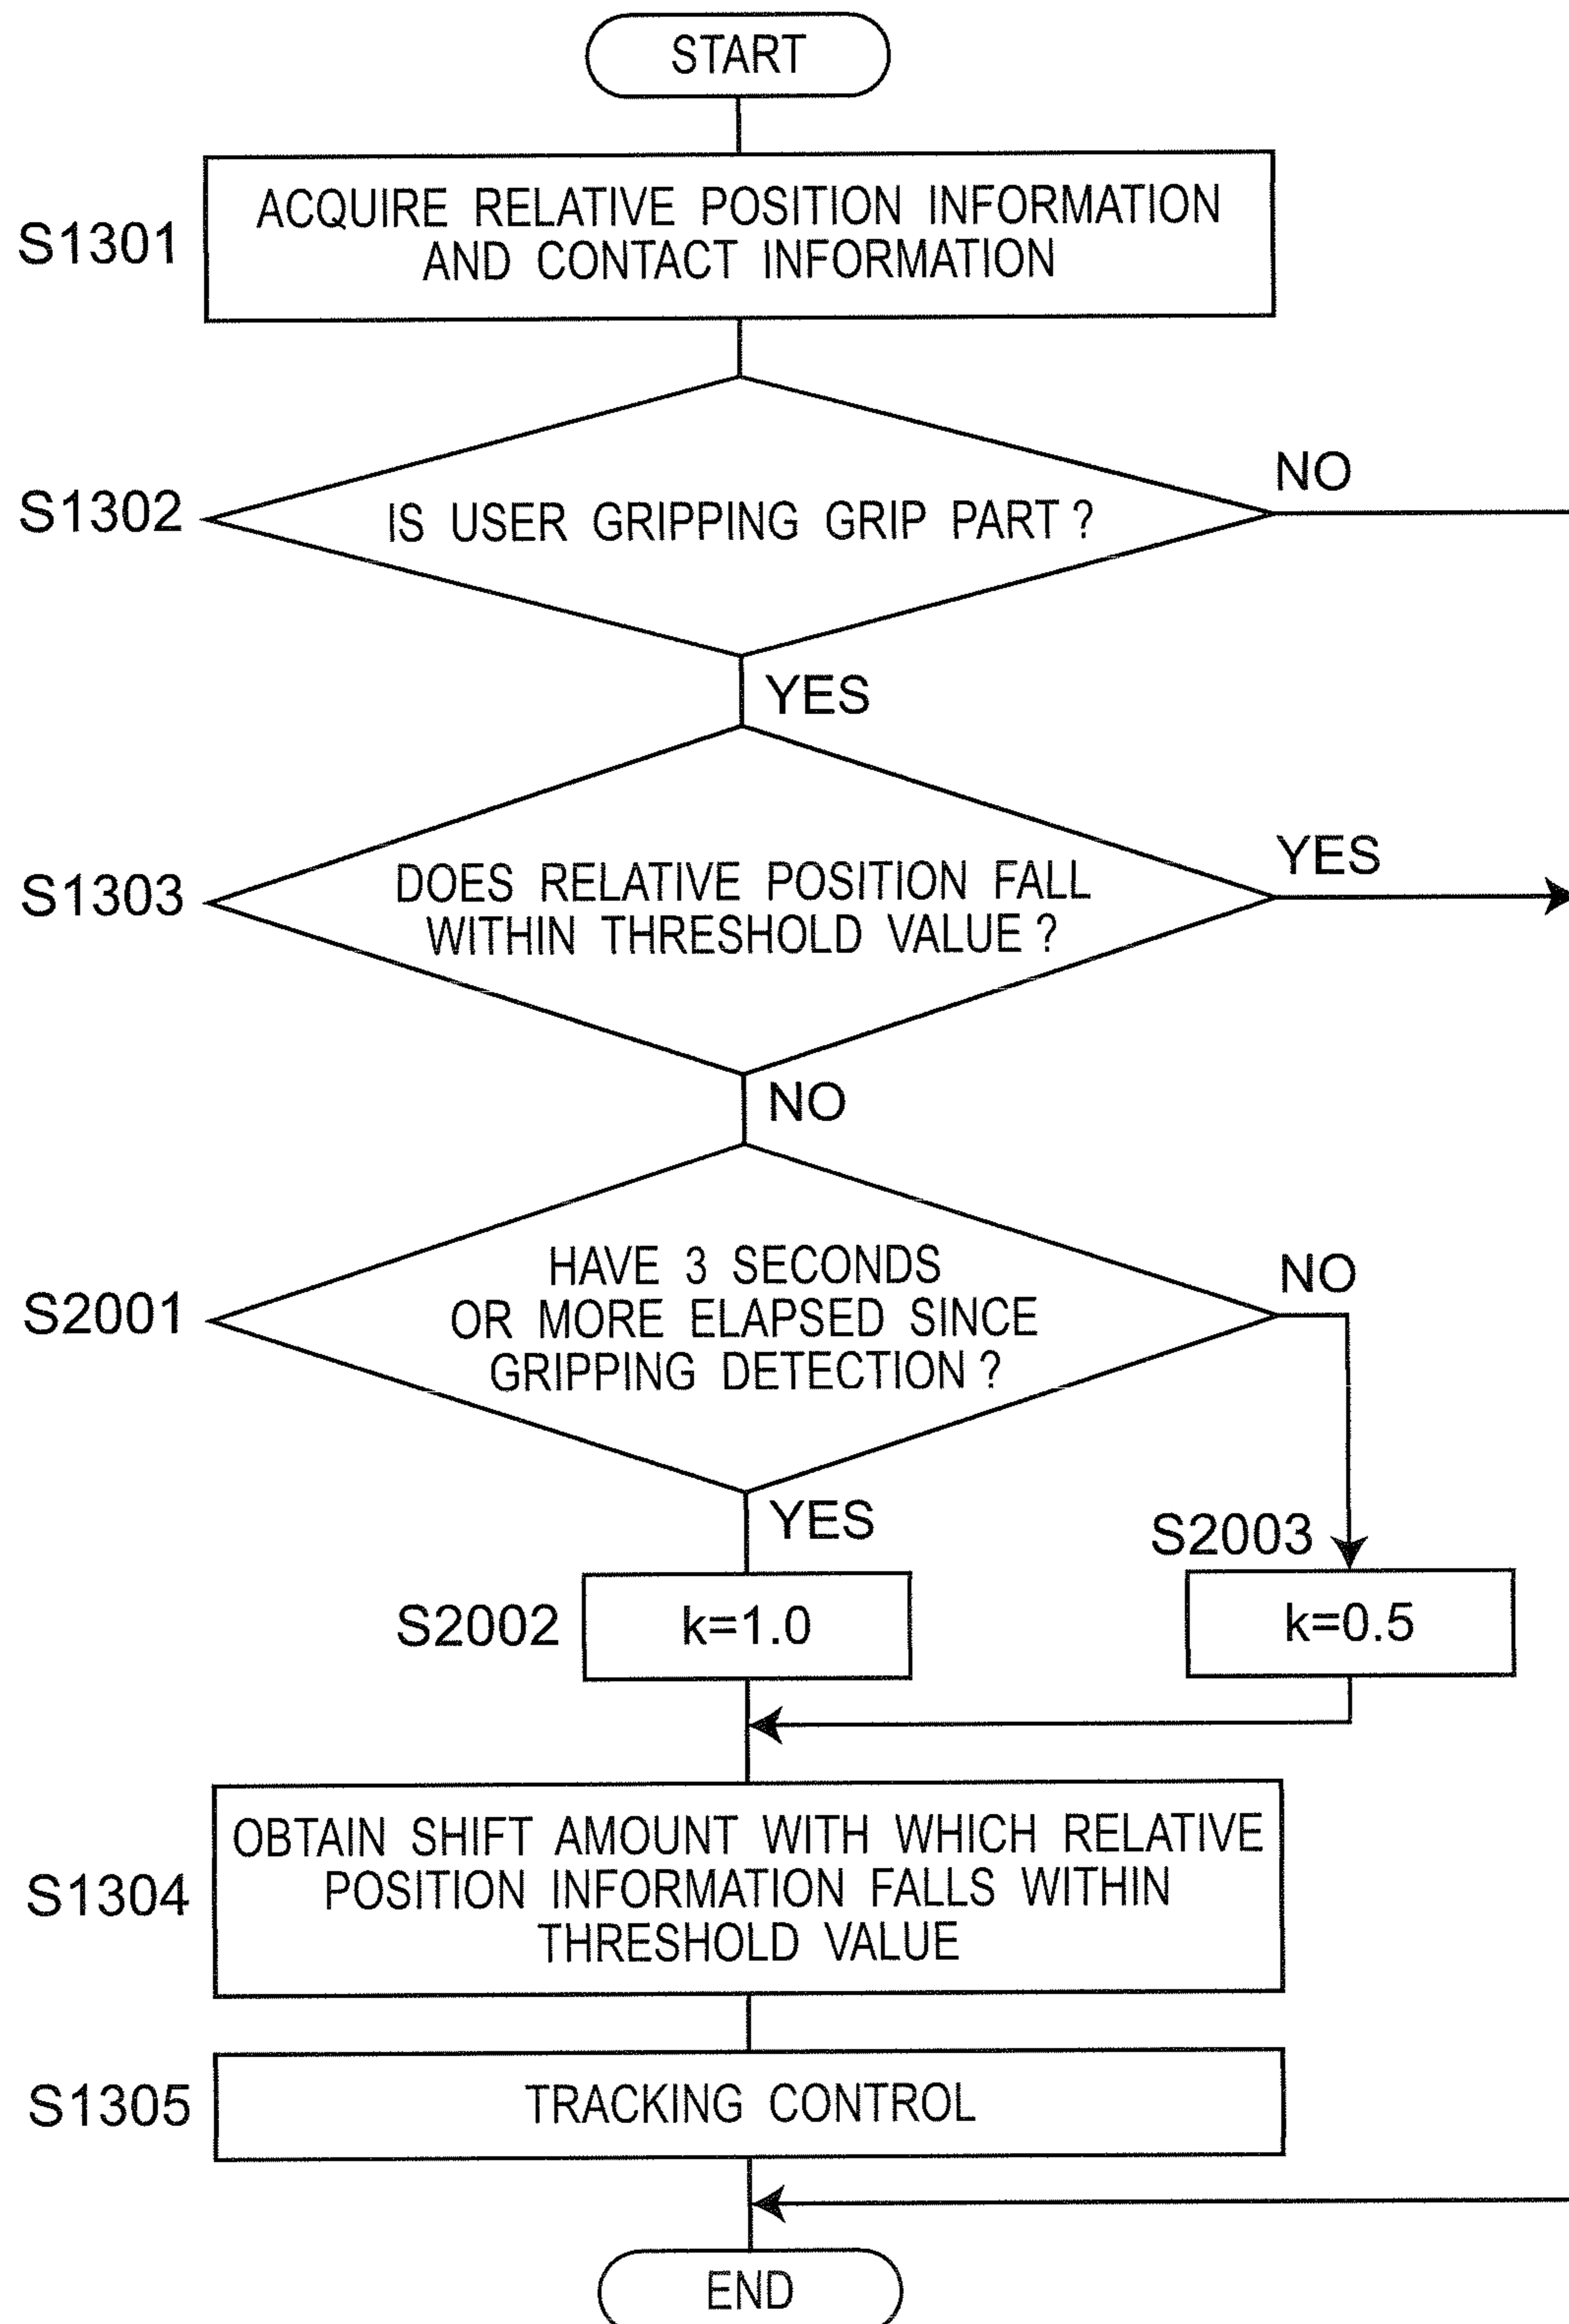 START
S1301
ACQUIRE RELATIVE POSITION INFORMATION
AND CONTACT INFORMATION
S1302
IS USER GRIPPING GRIP PART ?
NO
YES
S1303
DOES RELATIVE POSITION FALL
WITHIN THRESHOLD VALUE ?
YES
NO
S2001
HAVE 3 SECONDS
OR MORE ELAPSED SINCE
GRIPPING DETECTION ?
NO
YES
S2002
k=1.0
S2003
k=0.5
S1304
OBTAIN SHIFT AMOUNT WITH WHICH RELATIVE
POSITION INFORMATION FALLS WITHIN
THRESHOLD VALUE
S1305
TRACKING CONTROL
END